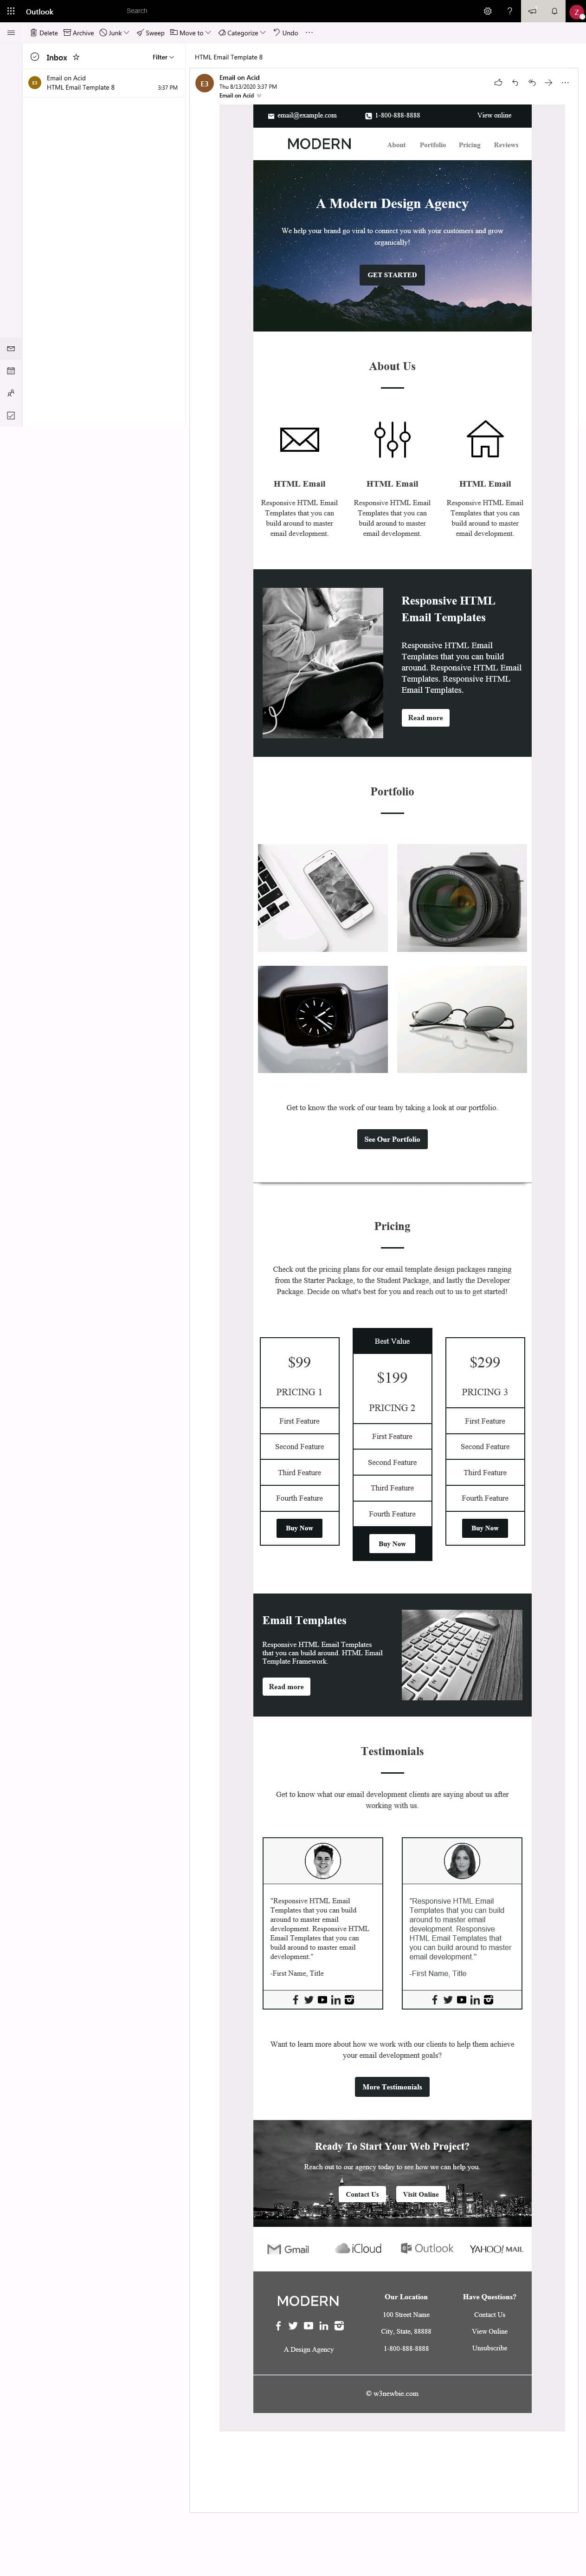 Outlook
Search
Z
Delete Archive Junk Move to Categorize Undo
Sweep
Inbox
Filter
E3
Email on Acid
HTML Email Template 8
3:37 PM
HTML Email Template 8
E3
Email on Acid
Thu 8/13/2020 3:37 PM
Email on Acid
email@example.com
1-800-888-8888
View online
MODERN
About Portfolio Pricing Reviews
A Modern Design Agency
We help your brand go viral to connect you with your customers and grow
organically!
GET STARTED
About Us
HTML Email
Responsive HTML Email
Templates that you can
build around to master
email development.
HTML Email
Responsive HTML Email
Templates that you can
build around to master
email development.
HTML Email
Responsive HTML Email
Templates that you can
build around to master
email development.
Responsive HTML
Email Templates
Responsive HTML Email
Templates that you can build
around. Responsive HTML Email
Templates. Responsive HTML
Email Templates.
Read more
Portfolio
Get to know the work of our team by taking a look at our portfolio.
See Our Portfolio
Pricing
Check out the pricing plans for our email template design packages ranging
from the Starter Package, to the Student Package, and lastly the Developer
Package. Decide on what's best for you and reach out to us to get started!
$99
PRICING 1
First Feature
Second Feature
Third Feature
Fourth Feature
Buy Now
Best Value
$199
PRICING 2
First Feature
Second Feature
Third Feature
Fourth Feature
Buy Now
$299
PRICING 3
First Feature
Second Feature
Third Feature
Fourth Feature
Buy Now
Email Templates
Responsive HTML Email Templates
that you can build around. HTML Email
Template Framework.
Read more
Testimonials
Get to know what our email development clients are saying about us after
working with us.
"Responsive HTML Email
Templates that you can build
around to master email
development. Responsive HTML
Email Templates that you can
build around to master email
development."
-First Name, Title
"Responsive HTML Email
Templates that you can build
around to master email
development. Responsive
HTML Email Templates that
you can build around to master
email development."
-First Name, Title
Want to learn more about how we work with our clients to help them achieve
your email development goals?
More Testimonials
Ready To Start Your Web Project?
Reach out to our agency today to see how we can help you.
Contact Us
Visit Online
Gmail iCloud Outlook YAHOO! MAIL
MODERN
A Design Agency
Our Location
100 Street Name
City, State, 88888
1-800-888-8888
Have Questions?
Contact Us
View Online
Unsubscribe
© w3newbie.com